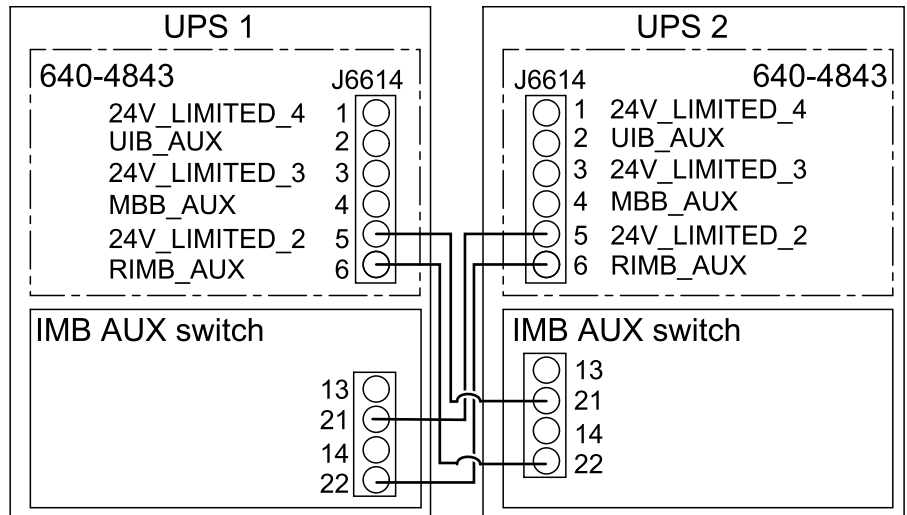 UPS 1
640-4843
J6614
24V_LIMITED_4 1
UIB_AUX 2
24V_LIMITED_3 3
MBB_AUX 4
24V_LIMITED_2 5
RIMB_AUX 6
IMB AUX switch
13
21
14
22
UPS 2
J6614
640-4843
1 24V_LIMITED_4
2 UIB_AUX
3 24V_LIMITED_3
4 MBB_AUX
5 24V_LIMITED_2
6 RIMB_AUX
IMB AUX switch
13
21
14
22